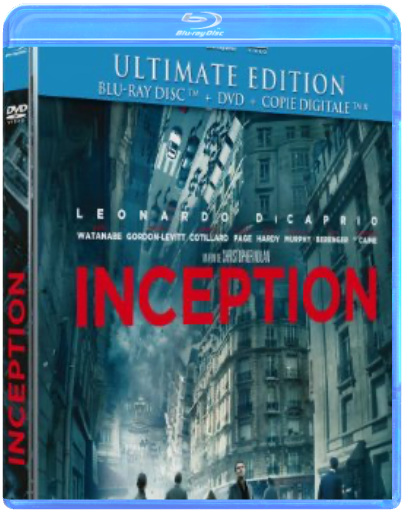 Blu-ray Disc
ULTIMATE EDITION
BLU-RAY DISC™ + DVD + COPIE DIGITALE
DVD
VIDEO
LEONARDO DiCAPRIO
WATANABE GORDON-LEVITT COTILLARD PAGE HARDY MURPHY BERENGER CAINE
UN FILM DE CHRISTOPHER NOLAN
INCEPTION
INCEPTION